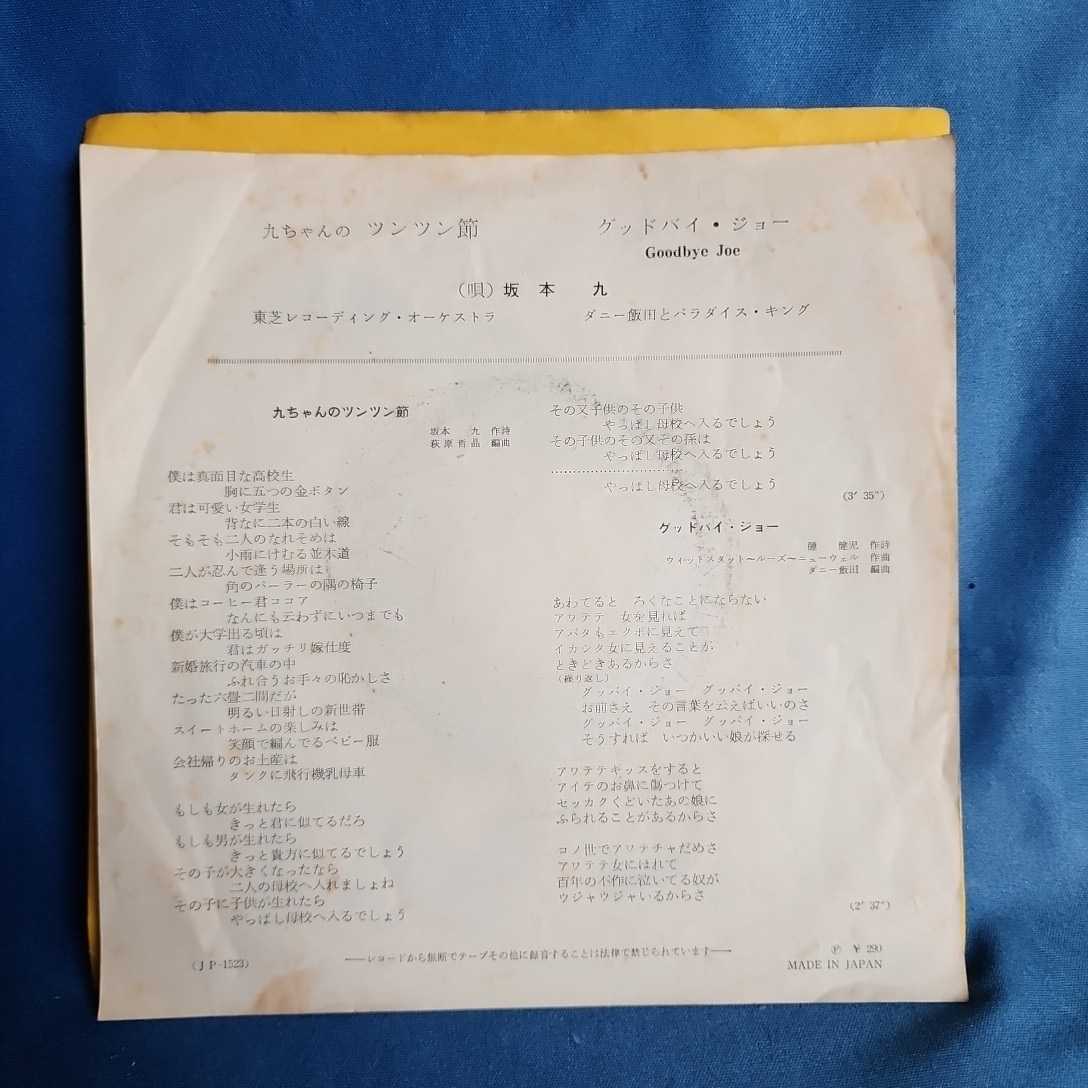 九ちゃんの ツンツン節
グッドバイ・ジョー
Goodbye Joe
(唄) 坂本 九
東芝レコーディング・オーケストラ
ダニー飯田とパラダイス・キング
九ちゃんのツンツン節
坂本 九 作詩
萩原哲晶 編曲
僕は真面目な高校生
胸に五つの金ボタン
君は可愛い女学生
背なに二本の白い線
そもそも二人のなれそめは
小雨にけむる並木道
二人が忍んで逢う場所は
角のパーラーの隅の椅子
僕はコーヒー君ココア
なんにも云わずにいつまでも
僕が大学出る頃は
君はガッチリ嫁仕度
新婚旅行の汽車の中
ふれ合うお手々の恥かしさ
たった六畳二間だが
明るい日射しの新世帯
スイートホームの楽しみは
笑顔で編んでるベビー服
会社帰りのお土産は
タンクに飛行機乳母車
もしも女が生れたら
きっと君に似てるだろ
もしも男が生れたら
きっと貴方に似てるでしょう
その子が大きくなったなら
二人の母校へ入れましょね
その子に子供が生れたら
やっぱし母校へ入るでしょう
その又子供のその子供
やっぱし母校へ入るでしょう
その子供のその又その孫は
やっぱし母校へ入るでしょう
……………………………
やっぱし母校へ入るでしょう
(3′ 35″)
グッドバイ・ジョー
健児 作詩
ウィットスタット〜ルーズ〜ニューウェル 作曲
ダニー飯田 編曲
あわてると ろくなことにならない
アワテテ 女を見れば
アバタもエクボに見えて
イカンタ女に見えることが
ときどきあるからさ
(繰り返し)
グッバイ・ジョー グッバイ・ジョー
お前さえ その言葉を云えばいいのさ
グッバイ・ジョー グッバイ・ジョー
そうすれば いつかいい娘が探せる
アワテテキッスをすると
アイテのお鼻に傷つけて
セッカクくどいたあの娘に
ふられることがあるからさ
コノ世でアワテチャだめさ
アワテテ女にほれて
百年の不作に泣いてる奴が
ウジャウジャいるからさ
(2′ 37″)
(JP-1523)
——レコードから無断でテープその他に録音することは法律で禁じられています——
Ⓟ ￥290
MADE IN JAPAN